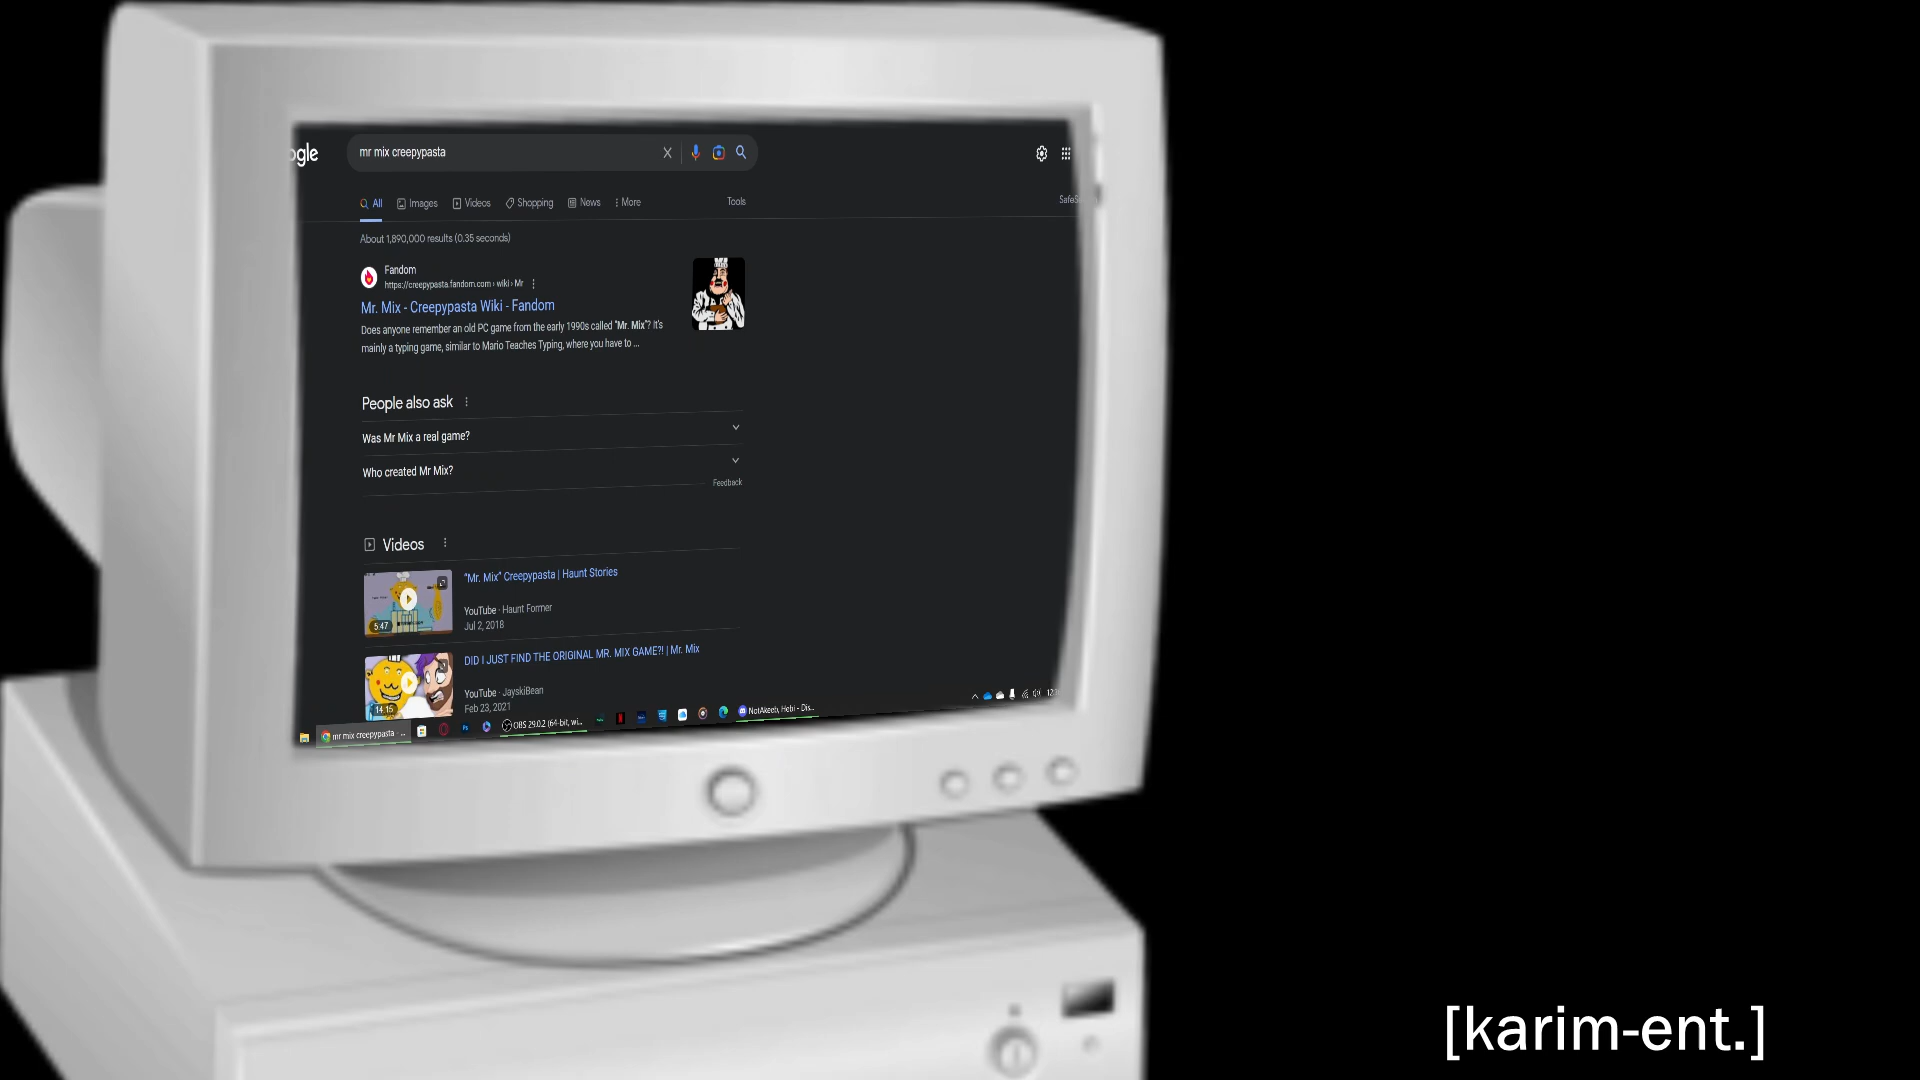 ogle
mr mix creepypasta
All Images Videos Shopping News More Tools
About 1,890,000 results (0.35 seconds)
Fandom
https://creepypasta.fandom.com › wiki › Mr
Mr. Mix - Creepypasta Wiki - Fandom
Does anyone remember an old PC game from the early 1990s called "Mr. Mix"? It's
mainly a typing game, similar to Mario Teaches Typing, where you have to ...
People also ask
Was Mr Mix a real game?
Who created Mr Mix?
Feedback
Videos
"Mr. Mix" Creepypasta | Haunt Stories
YouTube · Haunt Former
Jul 2, 2018
5:47
DID I JUST FIND THE ORIGINAL MR. MIX GAME?! | Mr. Mix
YouTube · JayskiBean
Feb 23, 2021
14:15
mr mix creepypasta - ...
OBS 29.0.2 (64-bit, wi...
NotAkeeb, Hebi - Dis...
[karim-ent.]